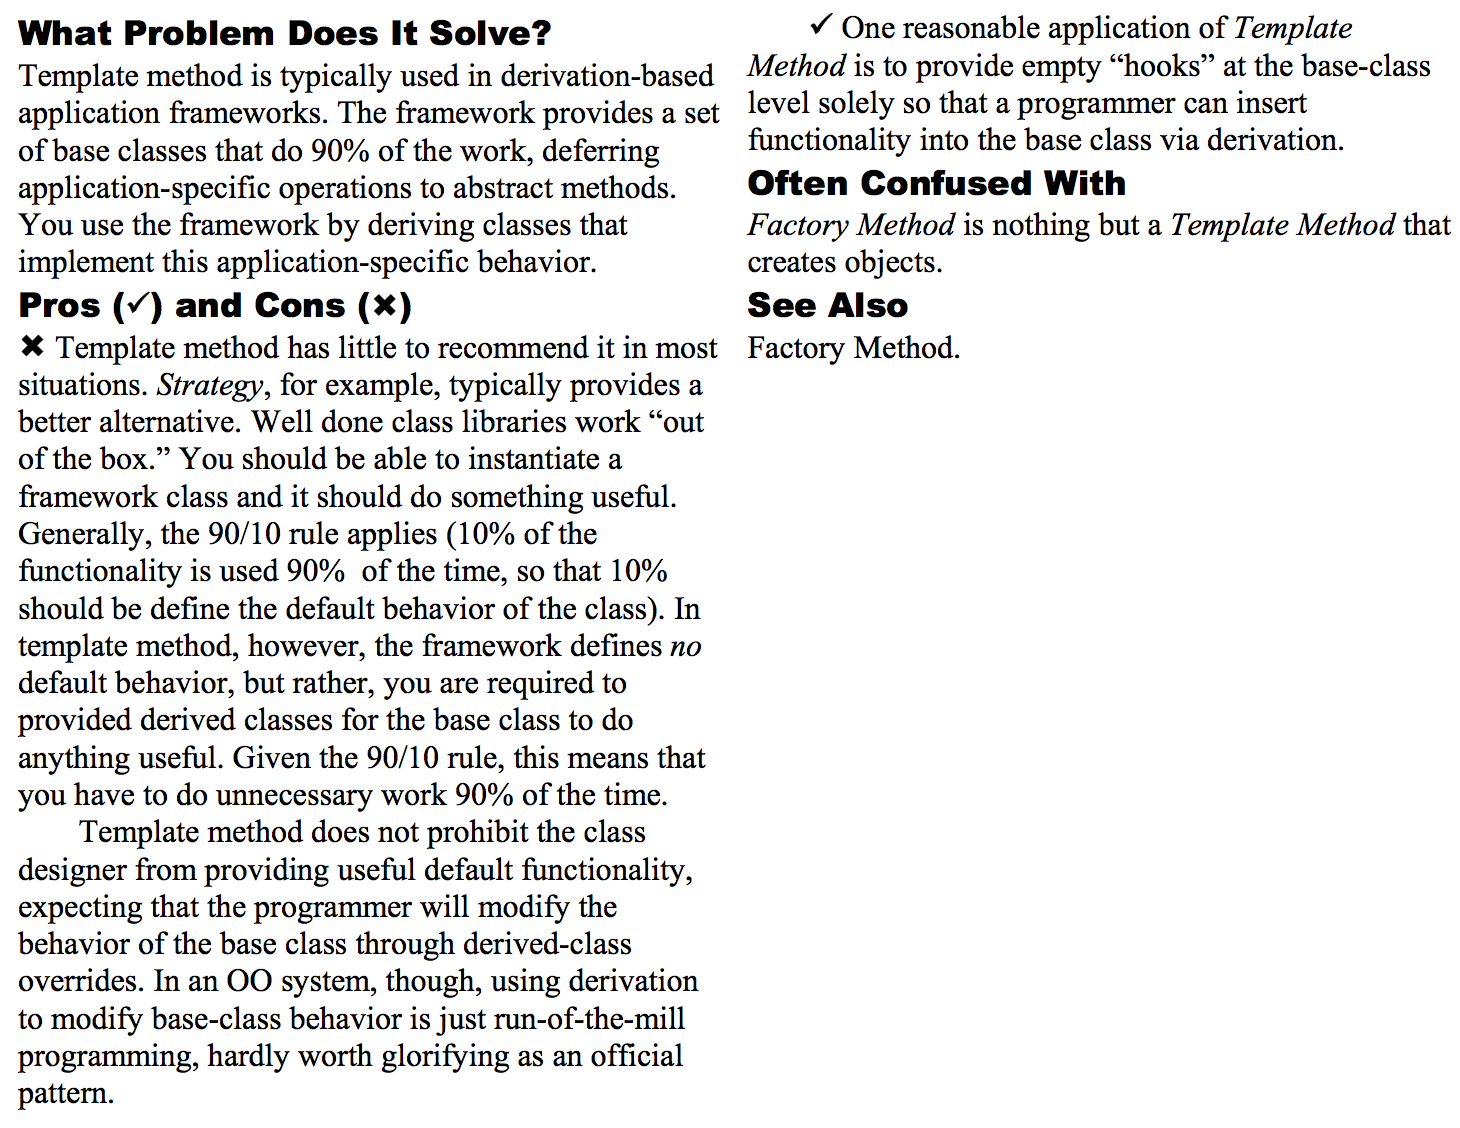 What Problem Does It Solve?
Template method is typically used in derivation-based
application frameworks. The framework provides a set
of base classes that do 90% of the work, deferring
application-specific operations to abstract methods.
You use the framework by deriving classes that
implement this application-specific behavior.
Pros (✓) and Cons (✖)
✖ Template method has little to recommend it in most
situations. Strategy, for example, typically provides a
better alternative. Well done class libraries work “out
of the box.” You should be able to instantiate a
framework class and it should do something useful.
Generally, the 90/10 rule applies (10% of the
functionality is used 90%  of the time, so that 10%
should be define the default behavior of the class). In
template method, however, the framework defines no
default behavior, but rather, you are required to
provided derived classes for the base class to do
anything useful. Given the 90/10 rule, this means that
you have to do unnecessary work 90% of the time.
Template method does not prohibit the class
designer from providing useful default functionality,
expecting that the programmer will modify the
behavior of the base class through derived-class
overrides. In an OO system, though, using derivation
to modify base-class behavior is just run-of-the-mill
programming, hardly worth glorifying as an official
pattern.
✓ One reasonable application of Template
Method is to provide empty “hooks” at the base-class
level solely so that a programmer can insert
functionality into the base class via derivation.
Often Confused With
Factory Method is nothing but a Template Method that
creates objects.
See Also
Factory Method.